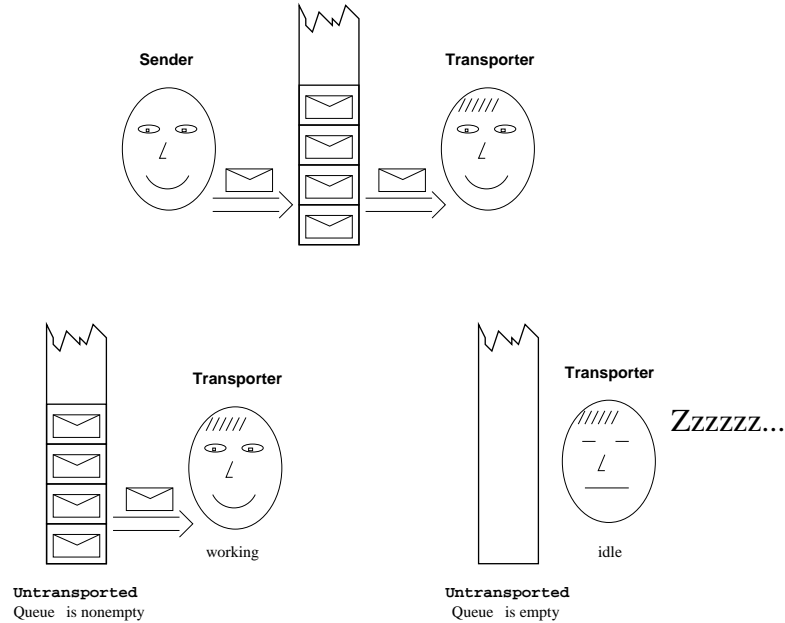 Sender
Transporter
Transporter
Transporter
Zzzzzz...
working
idle
Untransported
Queue is nonempty
Untransported
Queue is empty